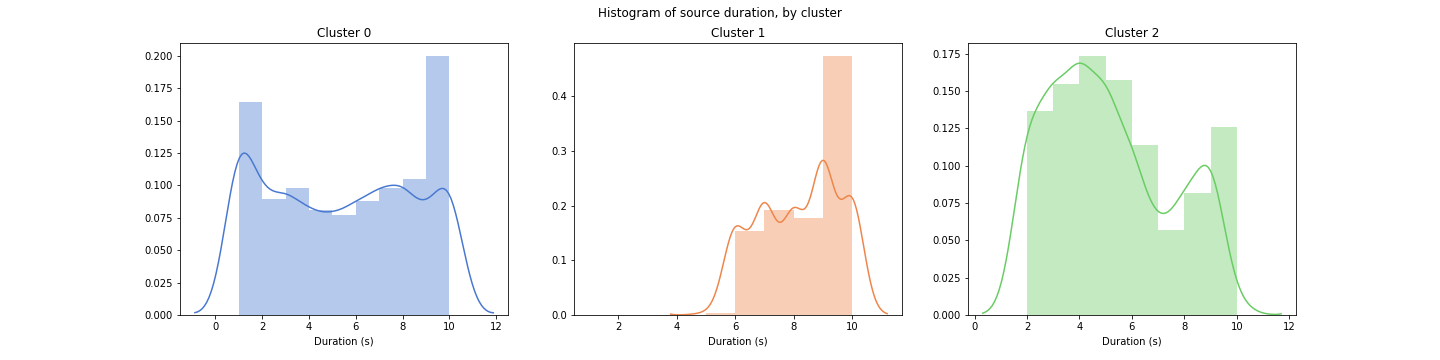 Histogram of source duration, by cluster
Cluster 0
0.200
0.175
0.150
0.125
0.100
0.075
0.050
0.025
0.000
0 2 4 6 8 10 12
Duration (s)
Cluster 1
0.4
0.3
0.2
0.1
0.0
2 4 6 8 10
Duration (s)
Cluster 2
0.175
0.150
0.125
0.100
0.075
0.050
0.025
0.000
0 2 4 6 8 10 12
Duration (s)